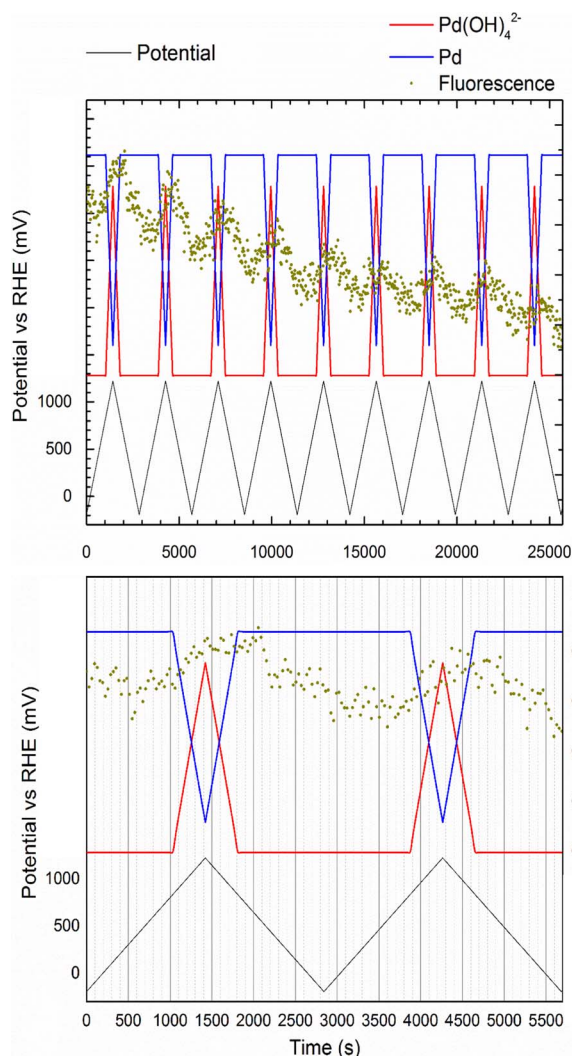 Pd(OH)₄²⁻
Potential
Pd
Fluorescence
Potential vs RHE (mV)
1000
500
0
0 5000 10000 15000 20000 25000
Potential vs RHE (mV)
1000
500
0
0 500 1000 1500 2000 2500 3000 3500 4000 4500 5000 5500
Time (s)